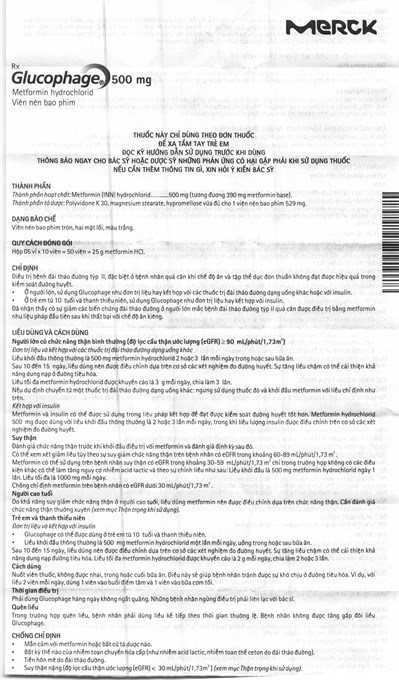 MERCK
Rx
Glucophage® 500 mg
Metformin hydrochlorid
Viên nén bao phim
THUỐC NÀY CHỈ DÙNG THEO ĐƠN THUỐC
ĐỂ XA TẦM TAY TRẺ EM
ĐỌC KỸ HƯỚNG DẪN SỬ DỤNG TRƯỚC KHI DÙNG
THÔNG BÁO NGAY CHO BÁC SỸ HOẶC DƯỢC SỸ NHỮNG PHẢN ỨNG CÓ HẠI GẶP PHẢI KHI SỬ DỤNG THUỐC
NẾU CẦN THÊM THÔNG TIN GÌ, XIN HỎI Ý KIẾN BÁC SỸ
THÀNH PHẦN
Thành phần hoạt chất: Metformin (INN) hydrochlorid..........500 mg (tương đương 390 mg metformin base).
Thành phần tá dược: Polyvidone K 30, magnesium stearate, hypromellose vừa đủ cho 1 viên nén bao phim 529 mg.
DẠNG BÀO CHẾ
Viên nén bao phim tròn, hai mặt lồi, màu trắng.
QUY CÁCH ĐÓNG GÓI
Hộp 05 vỉ x 10 viên = 50 viên = 25 g metformin HCl.
CHỈ ĐỊNH
Điều trị bệnh đái tháo đường týp II, đặc biệt ở bệnh nhân quá cân khi chế độ ăn và tập thể dục đơn thuần không đạt được hiệu quả trong
kiểm soát đường huyết.
• Ở người lớn, sử dụng Glucophage như đơn trị liệu hay kết hợp với các thuốc trị đái tháo đường dạng uống khác hoặc với insulin.
• Ở trẻ em từ 10 tuổi và thanh thiếu niên, sử dụng Glucophage như đơn trị liệu hay kết hợp với insulin.
Đã nhận thấy có sự giảm các biến chứng đái tháo đường ở người lớn mắc bệnh đái tháo đường týp II quá cân được điều trị bằng metformin
như liệu pháp đầu tiên sau khi thất bại với chế độ ăn kiêng.
LIỀU DÙNG VÀ CÁCH DÙNG
Người lớn có chức năng thận bình thường (độ lọc cầu thận ước lượng (eGFR) ≥ 90 mL/phút/1,73m²)
Đơn trị liệu và kết hợp với các thuốc trị đái tháo đường dạng uống khác
Liều khởi đầu thông thường là 500 mg metformin hydrochlorid 2 hoặc 3 lần mỗi ngày trong hoặc sau bữa ăn.
Sau 10 đến 15 ngày, liều dùng nên được điều chỉnh dựa trên cơ sở các xét nghiệm đo đường huyết. Sự tăng liều chậm có thể cải thiện khả
năng dung nạp ở đường tiêu hóa.
Liều tối đa metformin hydrochlorid được khuyến cáo là 3 g mỗi ngày, chia làm 3 lần.
Nếu dự định chuyển từ một thuốc trị đái tháo đường dạng uống khác: ngưng sử dụng thuốc đó và khởi đầu metformin với liều chỉ định như
trên.
Kết hợp với insulin
Metformin và insulin có thể được sử dụng trong liệu pháp kết hợp để đạt được kiểm soát đường huyết tốt hơn. Metformin hydrochlorid
500 mg được dùng với liều khởi đầu thông thường là 2 hoặc 3 lần mỗi ngày, trong khi liều lượng insulin được điều chỉnh trên cơ sở các xét
nghiệm đo đường huyết.
Suy thận
Đánh giá chức năng thận trước khi khởi đầu điều trị với metformin và đánh giá định kỳ sau đó.
Có thể xem xét giảm liều tùy theo sự suy giảm chức năng thận trên bệnh nhân có eGFR trong khoảng 60-89 mL/phút/1,73 m².
Metformin có thể sử dụng trên bệnh nhân suy thận có eGFR trong khoảng 30-59 mL/phút/1,73 m² chỉ trong trường hợp không có các điều
kiện khác có thể làm tăng nguy cơ nhiễm acid lactic và theo sự chỉnh liều như sau: Liều khởi đầu là 500 mg metformin hydrochlorid ngày 1
lần. Liều tối đa là 1000 mg mỗi ngày.
Chống chỉ định metformin trên bệnh nhân có eGFR dưới 30 mL/phút/1,73m².
Người cao tuổi
Do khả năng suy giảm chức năng thận ở người cao tuổi, liều dùng metformin nên được điều chỉnh dựa trên chức năng thận. Cần đánh giá
chức năng thận thường xuyên (xem mục Thận trọng khi sử dụng).
Trẻ em và thanh thiếu niên
Đơn trị liệu và kết hợp với insulin
• Glucophage có thể được dùng ở trẻ em từ 10 tuổi và thanh thiếu niên.
• Liều khởi đầu thông thường là 500 mg metformin hydrochlorid một lần mỗi ngày, uống trong hoặc sau bữa ăn.
Sau 10 đến 15 ngày, liều dùng nên được điều chỉnh dựa trên cơ sở các xét nghiệm đo đường huyết. Sự tăng liều chậm có thể cải thiện khả
năng dung nạp đường tiêu hóa. Liều tối đa metformin hydrochlorid được khuyến cáo là 2 g mỗi ngày, chia làm 2 hoặc 3 lần.
Cách dùng
Nuốt viên thuốc, không được nhai, trong hoặc cuối bữa ăn. Điều này sẽ giúp bệnh nhân tránh được sự khó chịu ở đường tiêu hóa. Ví dụ, với
liều 2 viên mỗi ngày, dùng 1 viên vào buổi điểm tâm và 1 viên vào bữa cơm tối.
Thời gian điều trị
Phải dùng Glucophage hàng ngày không ngắt quãng. Những bệnh nhân ngừng điều trị phải liên lạc với bác sĩ.
Quên liều
Trong trường hợp quên liều, bệnh nhân phải dùng liều kế tiếp theo thời gian thường lệ. Bệnh nhân không được tăng gấp đôi liều
Glucophage.
CHỐNG CHỈ ĐỊNH
• Mẫn cảm với metformin hoặc bất cứ tá dược nào.
• Bất kỳ thể nào của nhiễm toan chuyển hóa cấp (như nhiễm acid lactic, nhiễm toan thể ceton do đái tháo đường).
• Tiền hôn mê do đái tháo đường.
• Suy thận nặng (độ lọc cầu thận ước lượng (eGFR) < 30 mL/phút/1,73m²) (xem mục Thận trọng khi sử dụng).